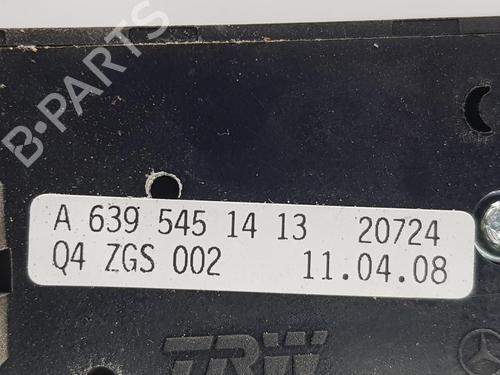 B-PARTS
A 639 545 14 13 20724
Q4 ZGS 002 11.04.08
TRW